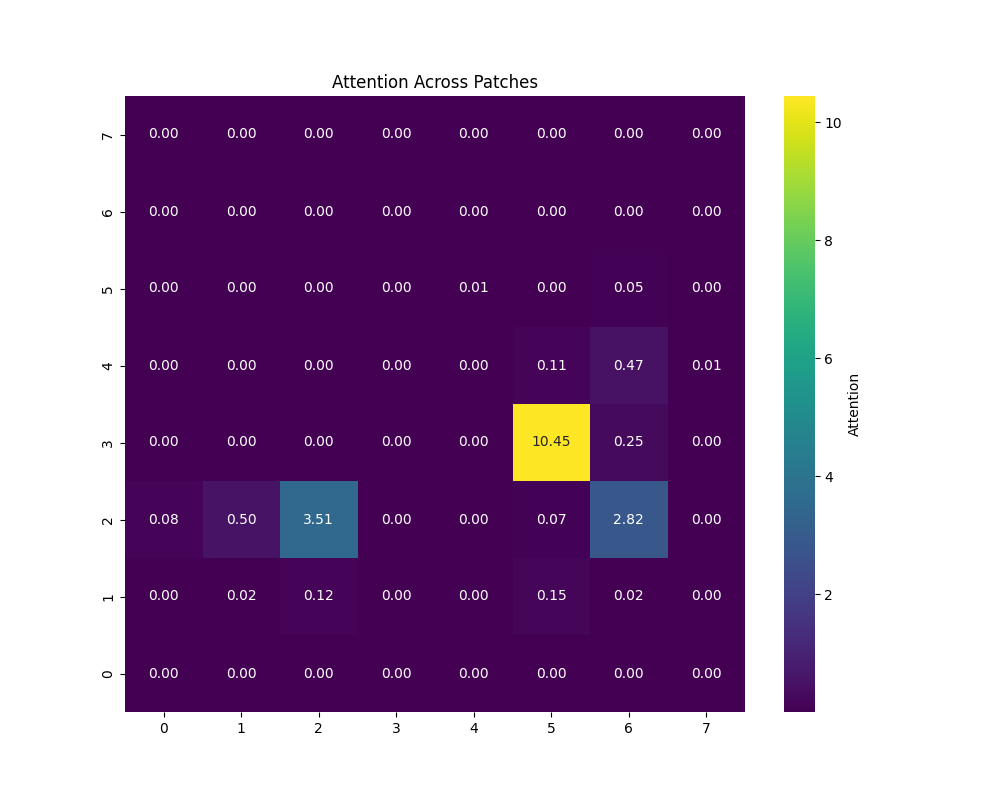 Attention Across Patches
7 0.00 0.00 0.00 0.00 0.00 0.00 0.00 0.00
6 0.00 0.00 0.00 0.00 0.00 0.00 0.00 0.00
5 0.00 0.00 0.00 0.00 0.01 0.00 0.05 0.00
4 0.00 0.00 0.00 0.00 0.00 0.11 0.47 0.01
3 0.00 0.00 0.00 0.00 0.00 10.45 0.25 0.00
2 0.08 0.50 3.51 0.00 0.00 0.07 2.82 0.00
1 0.00 0.02 0.12 0.00 0.00 0.15 0.02 0.00
0 0.00 0.00 0.00 0.00 0.00 0.00 0.00 0.00
0 1 2 3 4 5 6 7
10
8
6
4
2
Attention